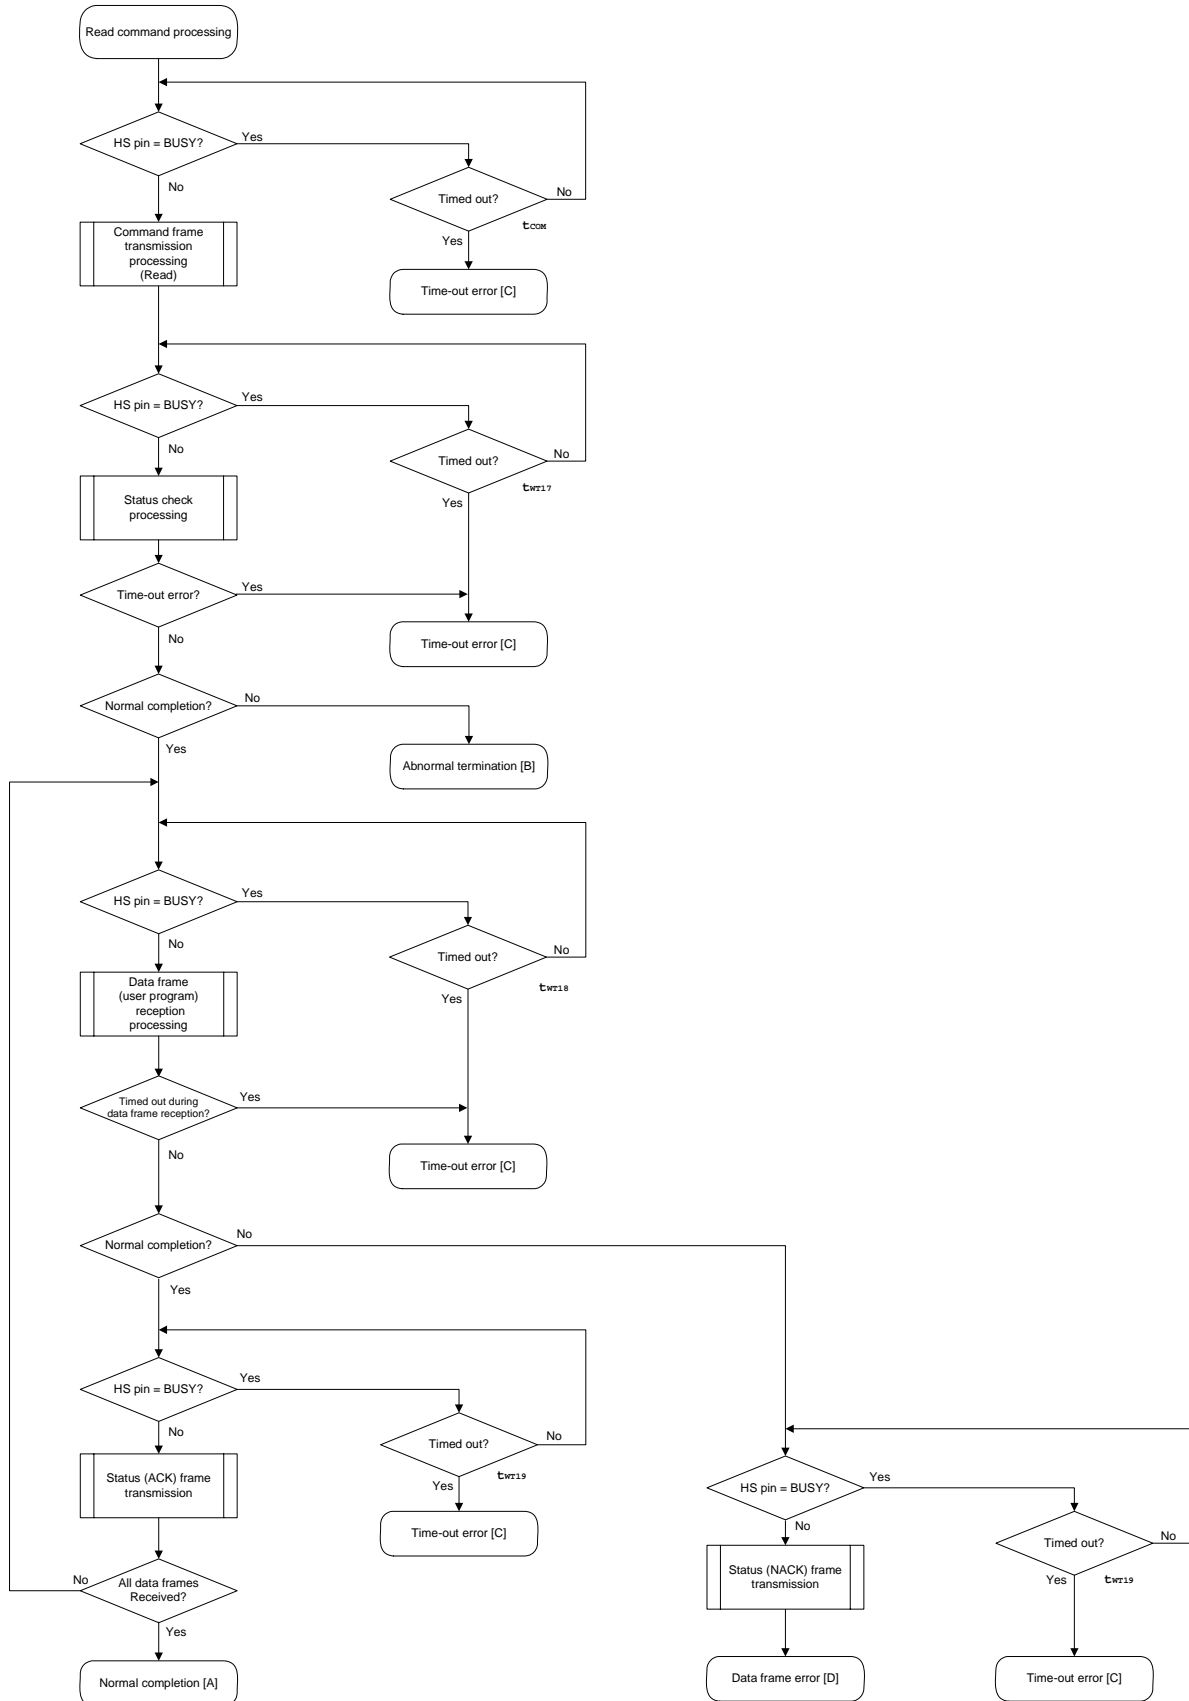 Read command processing
HS pin = BUSY?
Yes
No
Timed out?
No
tCOM
Yes
Command frame
transmission
processing
(Read)
Time-out error [C]
HS pin = BUSY?
Yes
No
Timed out?
No
tWT17
Yes
Status check
processing
Time-out error?
Yes
No
Time-out error [C]
Normal completion?
No
Yes
Abnormal termination [B]
HS pin = BUSY?
Yes
No
Timed out?
No
tWT18
Yes
Data frame
(user program)
reception
processing
Timed out during
data frame reception?
Yes
No
Time-out error [C]
Normal completion?
No
Yes
HS pin = BUSY?
Yes
No
Timed out?
No
tWT19
Yes
Status (ACK) frame
transmission
Time-out error [C]
HS pin = BUSY?
Yes
No
Timed out?
No
tWT19
Yes
Status (NACK) frame
transmission
All data frames
Received?
No
Yes
Normal completion [A]
Data frame error [D]
Time-out error [C]